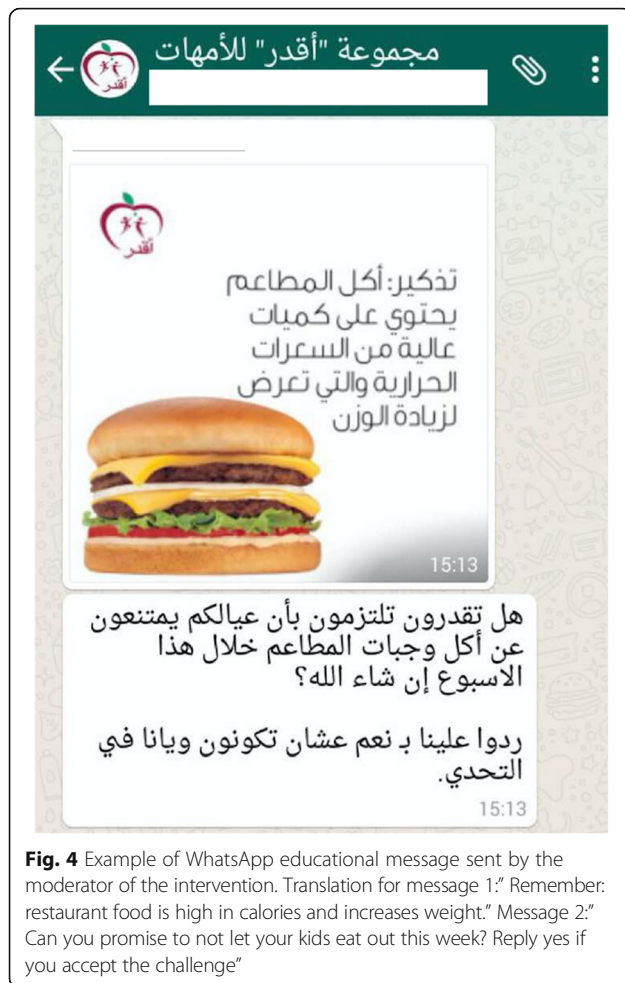 مجموعة "أقدر" للأمهات
أقدر
أقدر
تذكير: أكل المطاعم
يحتوي على كميات
عالية من السعرات
الحرارية والتي تعرض
لزيادة الوزن
15:13
هل تقدرون تلتزمون بأن عيالكم يمتنعون
عن أكل وجبات المطاعم خلال هذا
الاسبوع إن شاء الله؟
ردوا علينا بـ نعم عشان تكونون ويانا في
التحدي.
15:13
Fig. 4 Example of WhatsApp educational message sent by the
moderator of the intervention. Translation for message 1:” Remember:
restaurant food is high in calories and increases weight.” Message 2:”
Can you promise to not let your kids eat out this week? Reply yes if
you accept the challenge”